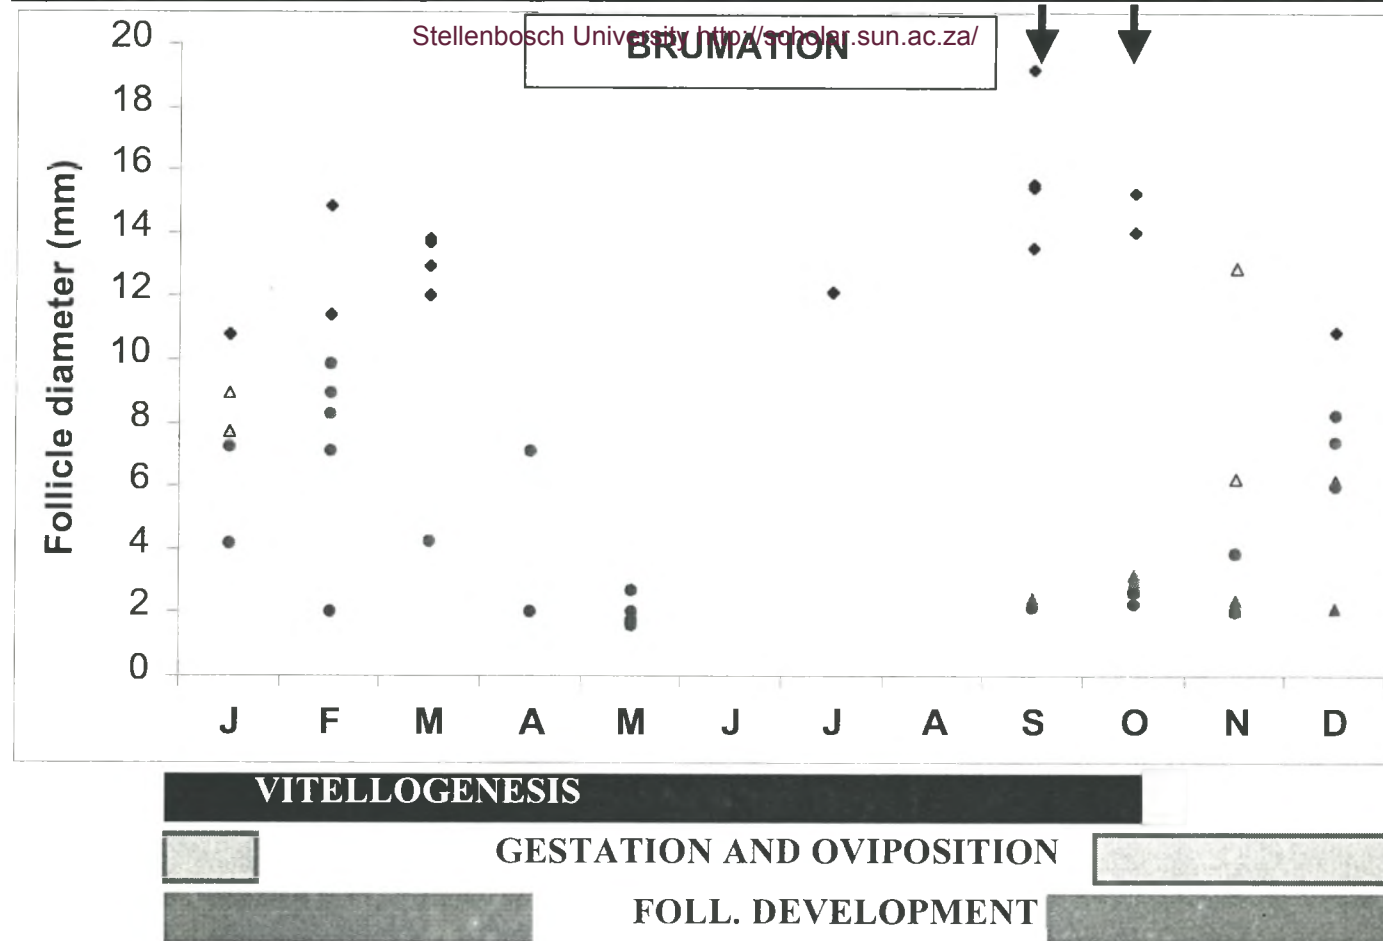 Stellenbosch University http://scholar.sun.ac.za/
BRUMATION
Follicle diameter (mm)
20
18
16
14
12
10
8
6
4
2
0
J F M A M J J A S O N D
VITELLOGENESIS
GESTATION AND OVIPOSITION
FOLL. DEVELOPMENT